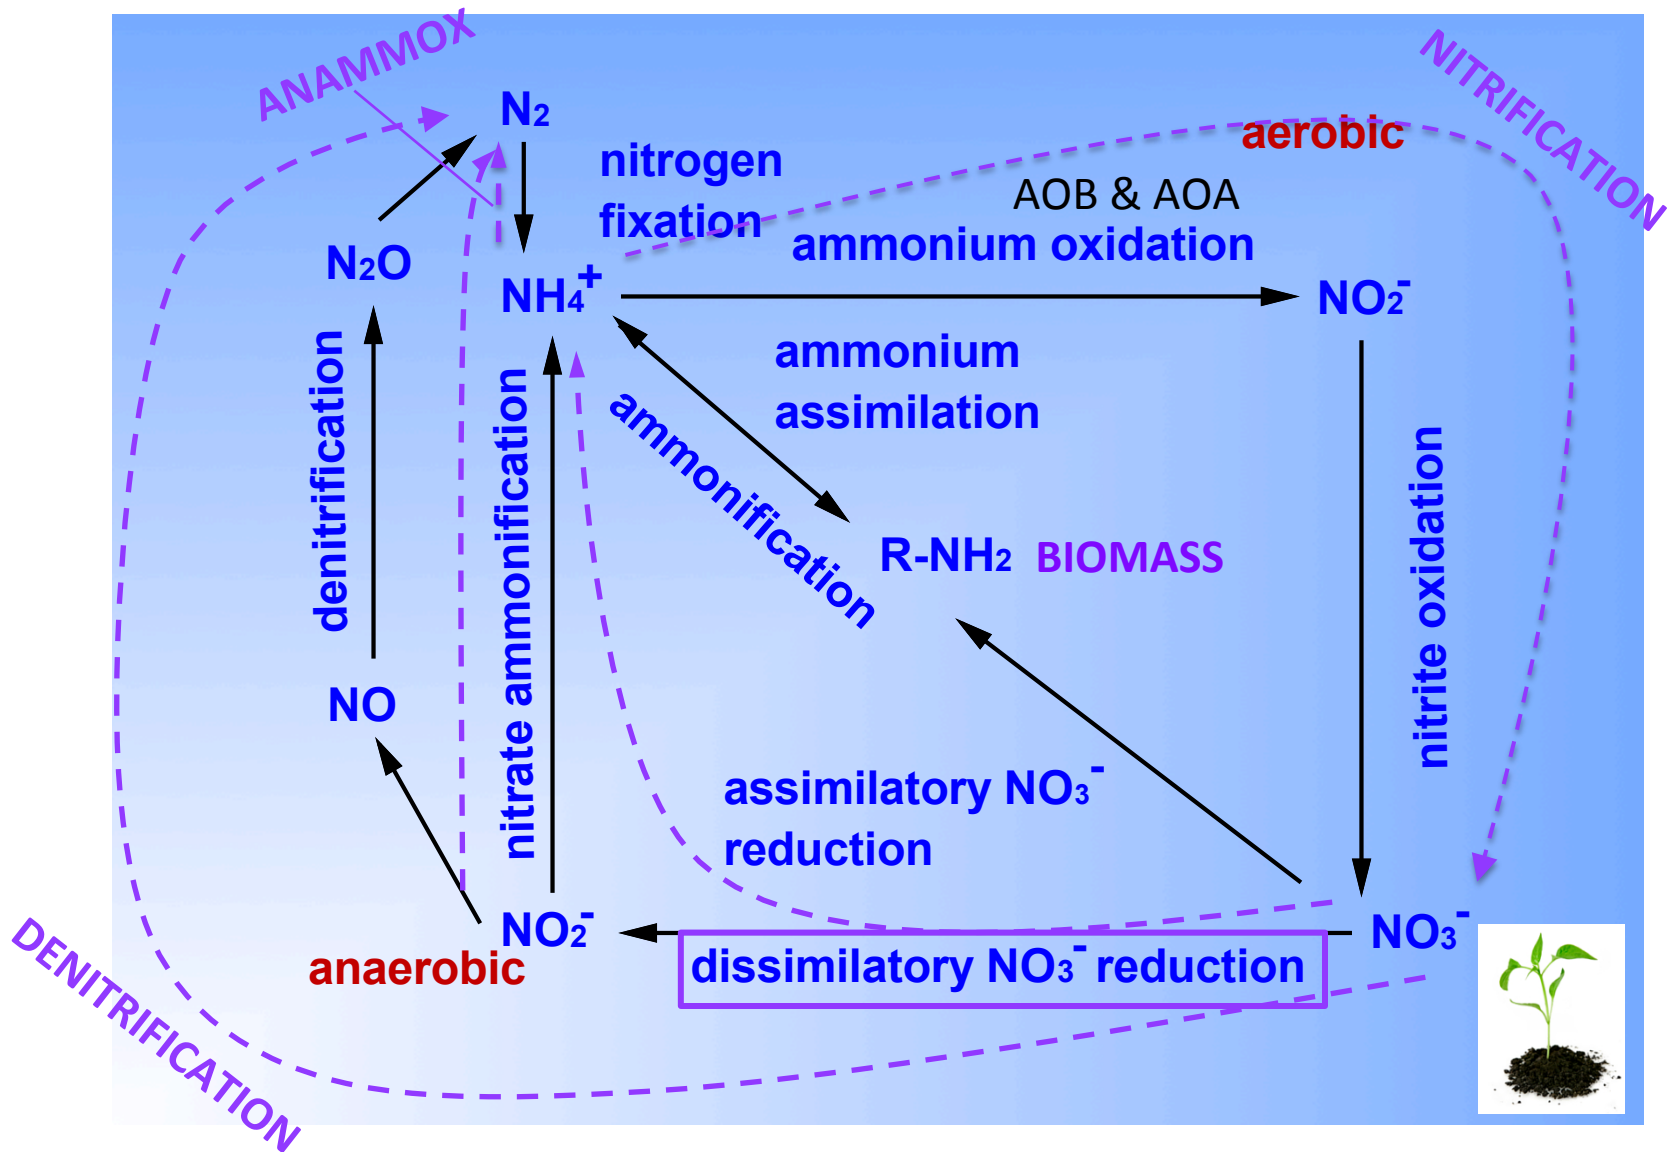 ANAMMOX
N2
NITRIFICATION
aerobic
nitrogen
fixation
AOB & AOA
ammonium oxidation
N2O
NH4+
NO2-
ammonium
assimilation
ammonification
denitrification
nitrate ammonification
nitrite oxidation
R-NH2 BIOMASS
NO
assimilatory NO3-
reduction
NO2-
NO3-
anaerobic
dissimilatory NO3- reduction
DENITRIFICATION